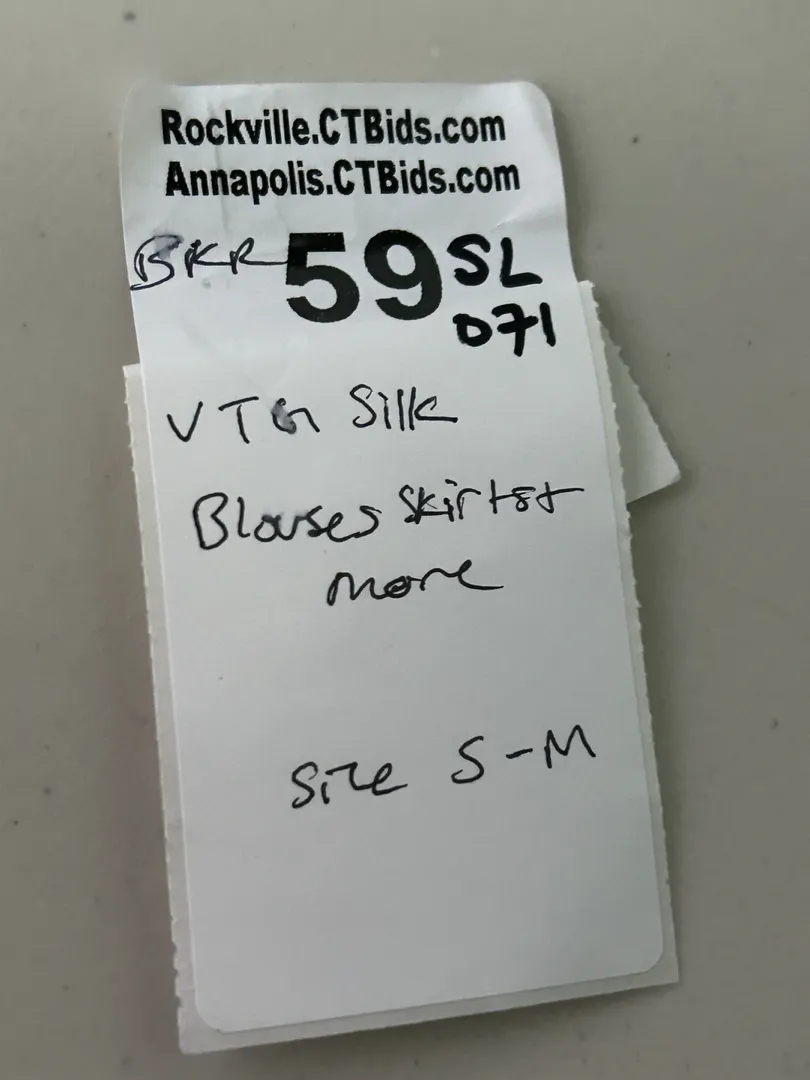 Rockville.CTBids.com
Annapolis.CTBids.com
BKR 59 SL
071
VTG Silk
Blouses Skirts+
more
Size S-M